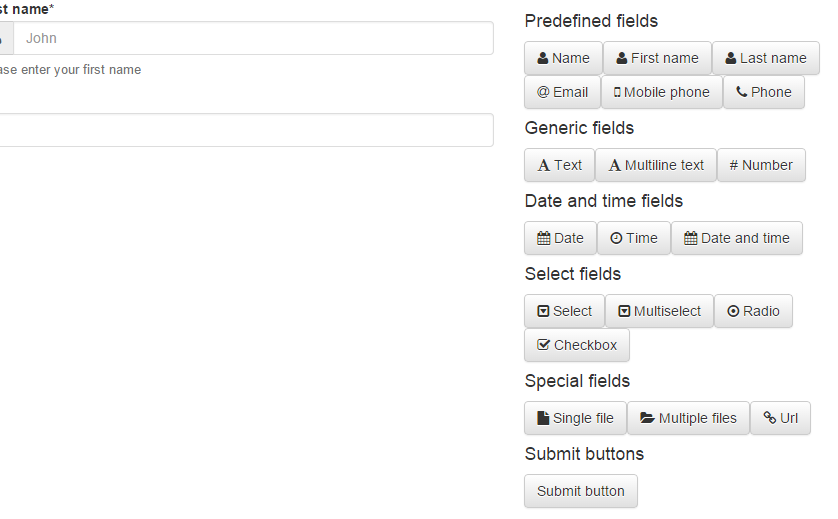 st name*
John
ase enter your first name
Predefined fields
Name First name Last name
@ Email Mobile phone Phone
Generic fields
A Text A Multiline text # Number
Date and time fields
Date Time Date and time
Select fields
Select Multiselect Radio
Checkbox
Special fields
Single file Multiple files Url
Submit buttons
Submit button